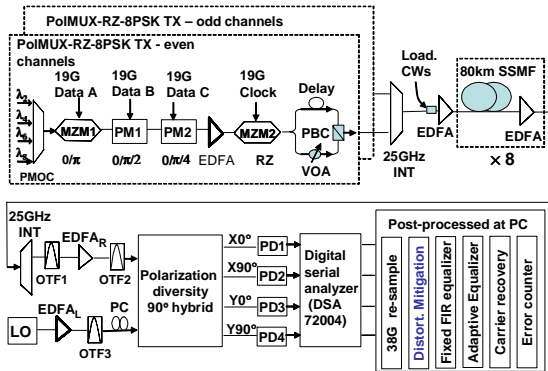 PolMUX-RZ-8PSK TX – odd channels
PolMUX-RZ-8PSK TX - even
channels
19G
Data A
19G
Data B
19G
Data C
19G
Clock
Delay
λ2
λ4
λ6
λ8
PMOC
MZM1
PM1
PM2
MZM2
PBC
0/π
0/π/2
0/π/4
EDFA
RZ
VOA
25GHz
INT
Load.
CWs
EDFA
80km SSMF
EDFA
× 8
25GHz
INT
OTF1
EDFAR
OTF2
LO
EDFAL
OTF3
PC
Polarization
diversity
90º hybrid
X0°
X90°
Y0°
Y90°
PD1
PD2
PD3
PD4
Digital
serial
analyzer
(DSA
72004)
Post-processed at PC
38G re-sample
Distort. Mitigation
Fixed FIR equalizer
Adaptive Equalizer
Carrier recovery
Error counter